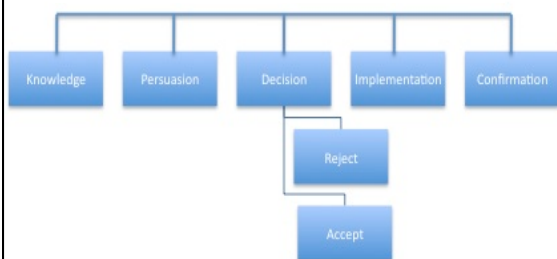 Knowledge
Persuasion
Decision
Implementation
Confirmation
Reject
Accept